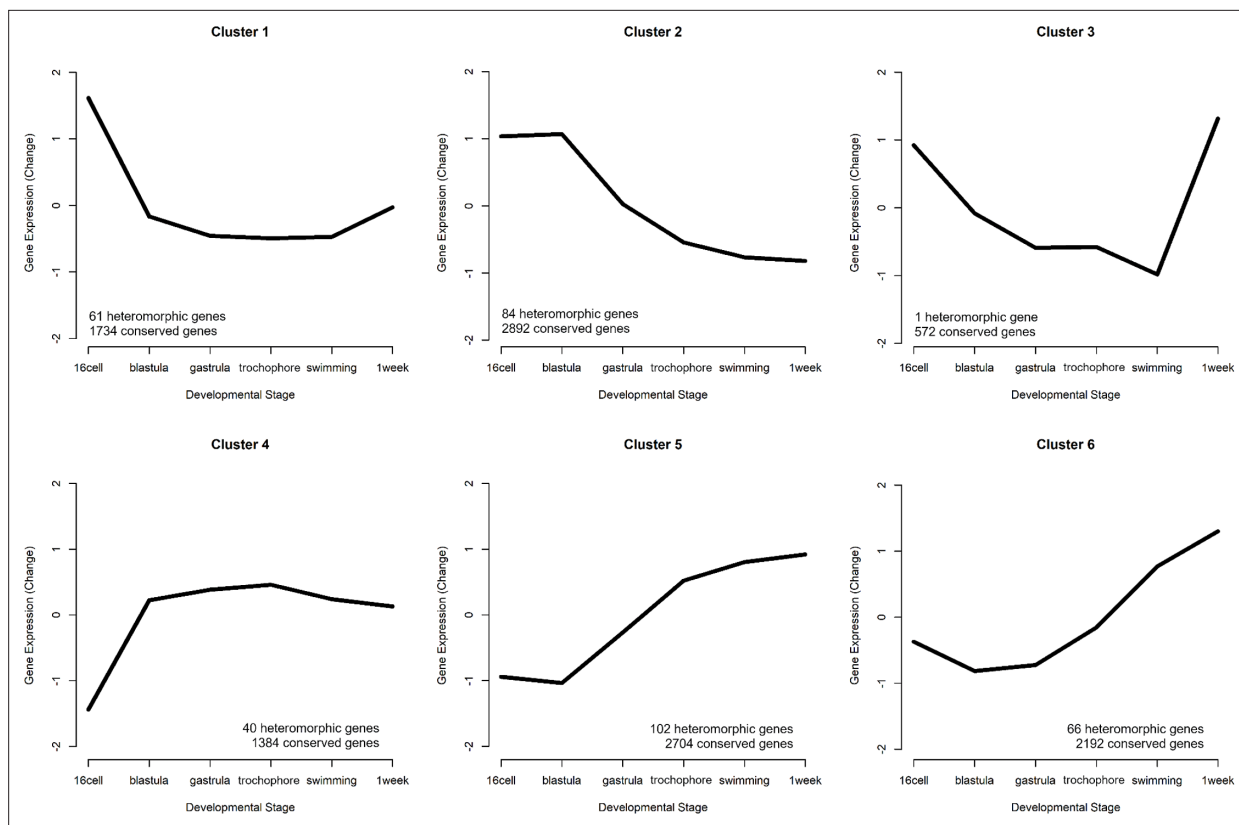 Cluster 1
Gene Expression (Change)
2
1
0
-1
-2
61 heteromorphic genes
1734 conserved genes
16cell blastula gastrula trochophore swimming 1week
Developmental Stage
Cluster 2
Gene Expression (Change)
2
1
0
-1
-2
84 heteromorphic genes
2892 conserved genes
16cell blastula gastrula trochophore swimming 1week
Developmental Stage
Cluster 3
Gene Expression (Change)
2
1
0
-1
-2
1 heteromorphic gene
572 conserved genes
16cell blastula gastrula trochophore swimming 1week
Developmental Stage
Cluster 4
Gene Expression (Change)
2
1
0
-1
-2
40 heteromorphic genes
1384 conserved genes
16cell blastula gastrula trochophore swimming 1week
Developmental Stage
Cluster 5
Gene Expression (Change)
2
1
0
-1
-2
102 heteromorphic genes
2704 conserved genes
16cell blastula gastrula trochophore swimming 1week
Developmental Stage
Cluster 6
Gene Expression (Change)
2
1
0
-1
-2
66 heteromorphic genes
2192 conserved genes
16cell blastula gastrula trochophore swimming 1week
Developmental Stage